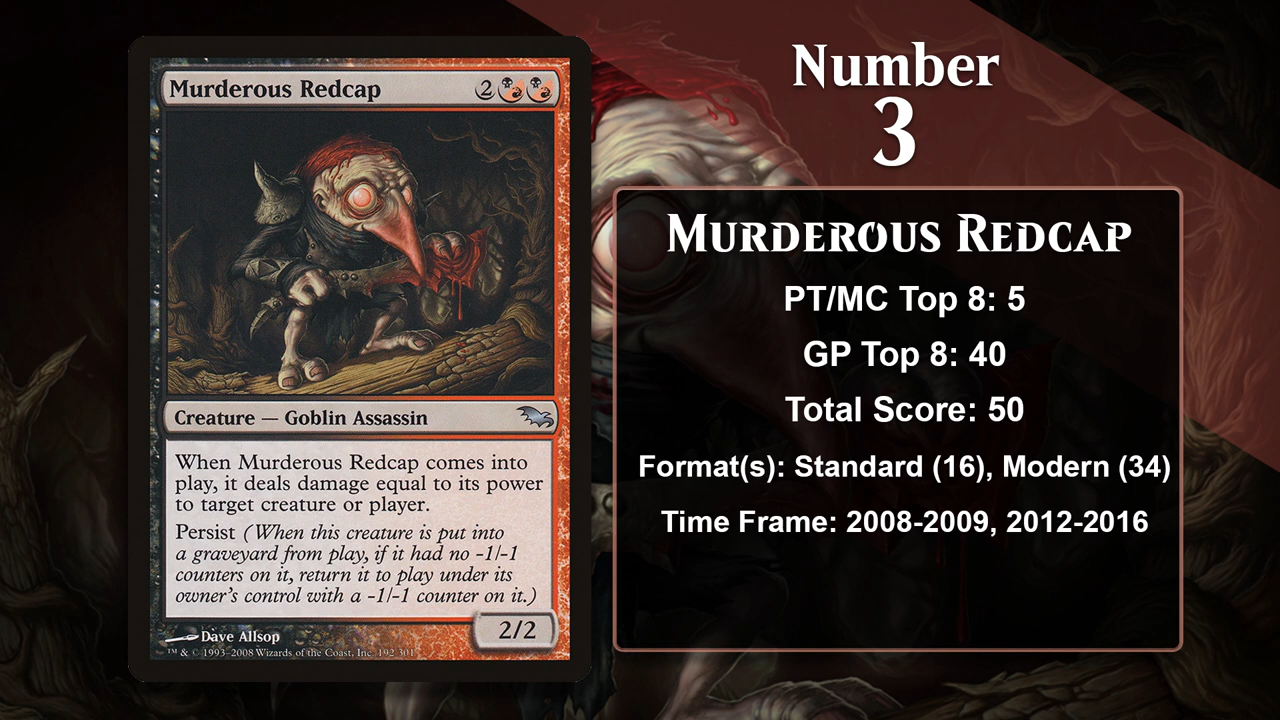 Murderous Redcap 2
Creature — Goblin Assassin
When Murderous Redcap comes into
play, it deals damage equal to its power
to target creature or player.
Persist (When this creature is put into
a graveyard from play, if it had no -1/-1
counters on it, return it to play under its
owner's control with a -1/-1 counter on it.)
2/2
Dave Allsop
™ & © 1993–2008 Wizards of the Coast, Inc. 192/301
Number
3
Murderous Redcap
PT/MC Top 8: 5
GP Top 8: 40
Total Score: 50
Format(s): Standard (16), Modern (34)
Time Frame: 2008-2009, 2012-2016